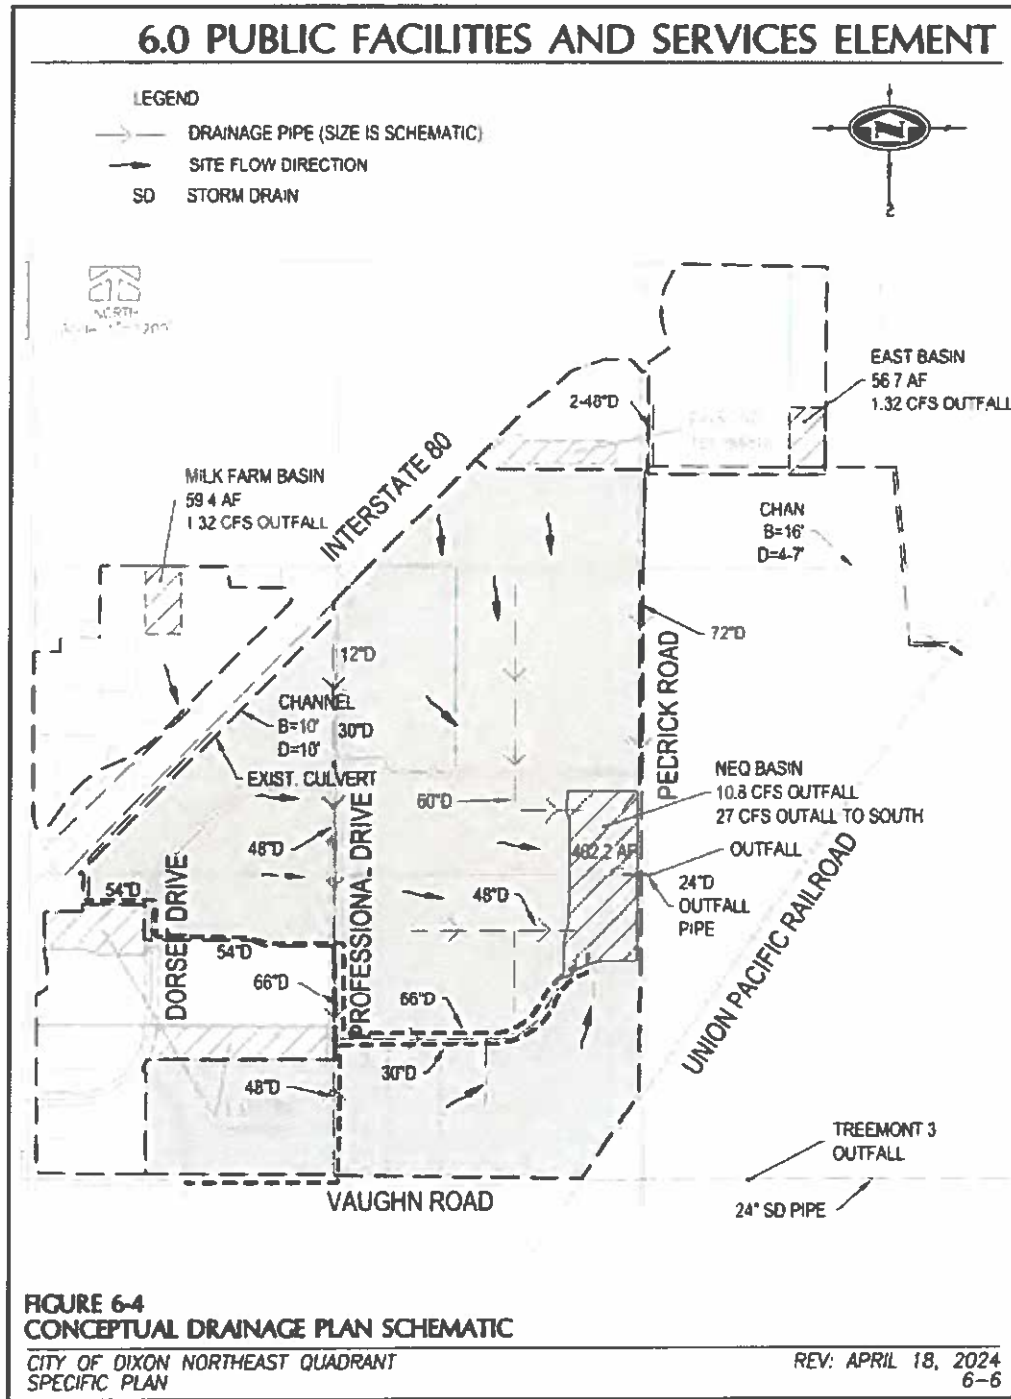 6.0 PUBLIC FACILITIES AND SERVICES ELEMENT
LEGEND
DRAINAGE PIPE (SIZE IS SCHEMATIC)
SITE FLOW DIRECTION
SD STORM DRAIN
N
NORTH
EAST BASIN
56.7 AF
1.32 CFS OUTFALL
2-48"D
INTERSTATE 80
MILK FARM BASIN
59.4 AF
1.32 CFS OUTFALL
CHAN
B=16'
D=4-7'
72"D
PEDRICK ROAD
12"D
CHANNEL
B=10'
D=10'
30"D
EXIST. CULVERT
60"D
NEQ BASIN
10.8 CFS OUTFALL
27 CFS OUTALL TO SOUTH
OUTFALL
24"D
OUTFALL
PIPE
48"D
PROFESSIONAL DRIVE
DORSET DRIVE
54"D
48"D
54"D
66"D
66"D
30"D
48"D
UNION PACIFIC RAILROAD
TREEMONT 3
OUTFALL
24" SD PIPE
VAUGHN ROAD
FIGURE 6-4
CONCEPTUAL DRAINAGE PLAN SCHEMATIC
CITY OF DIXON NORTHEAST QUADRANT
SPECIFIC PLAN
REV: APRIL 18, 2024
6-6